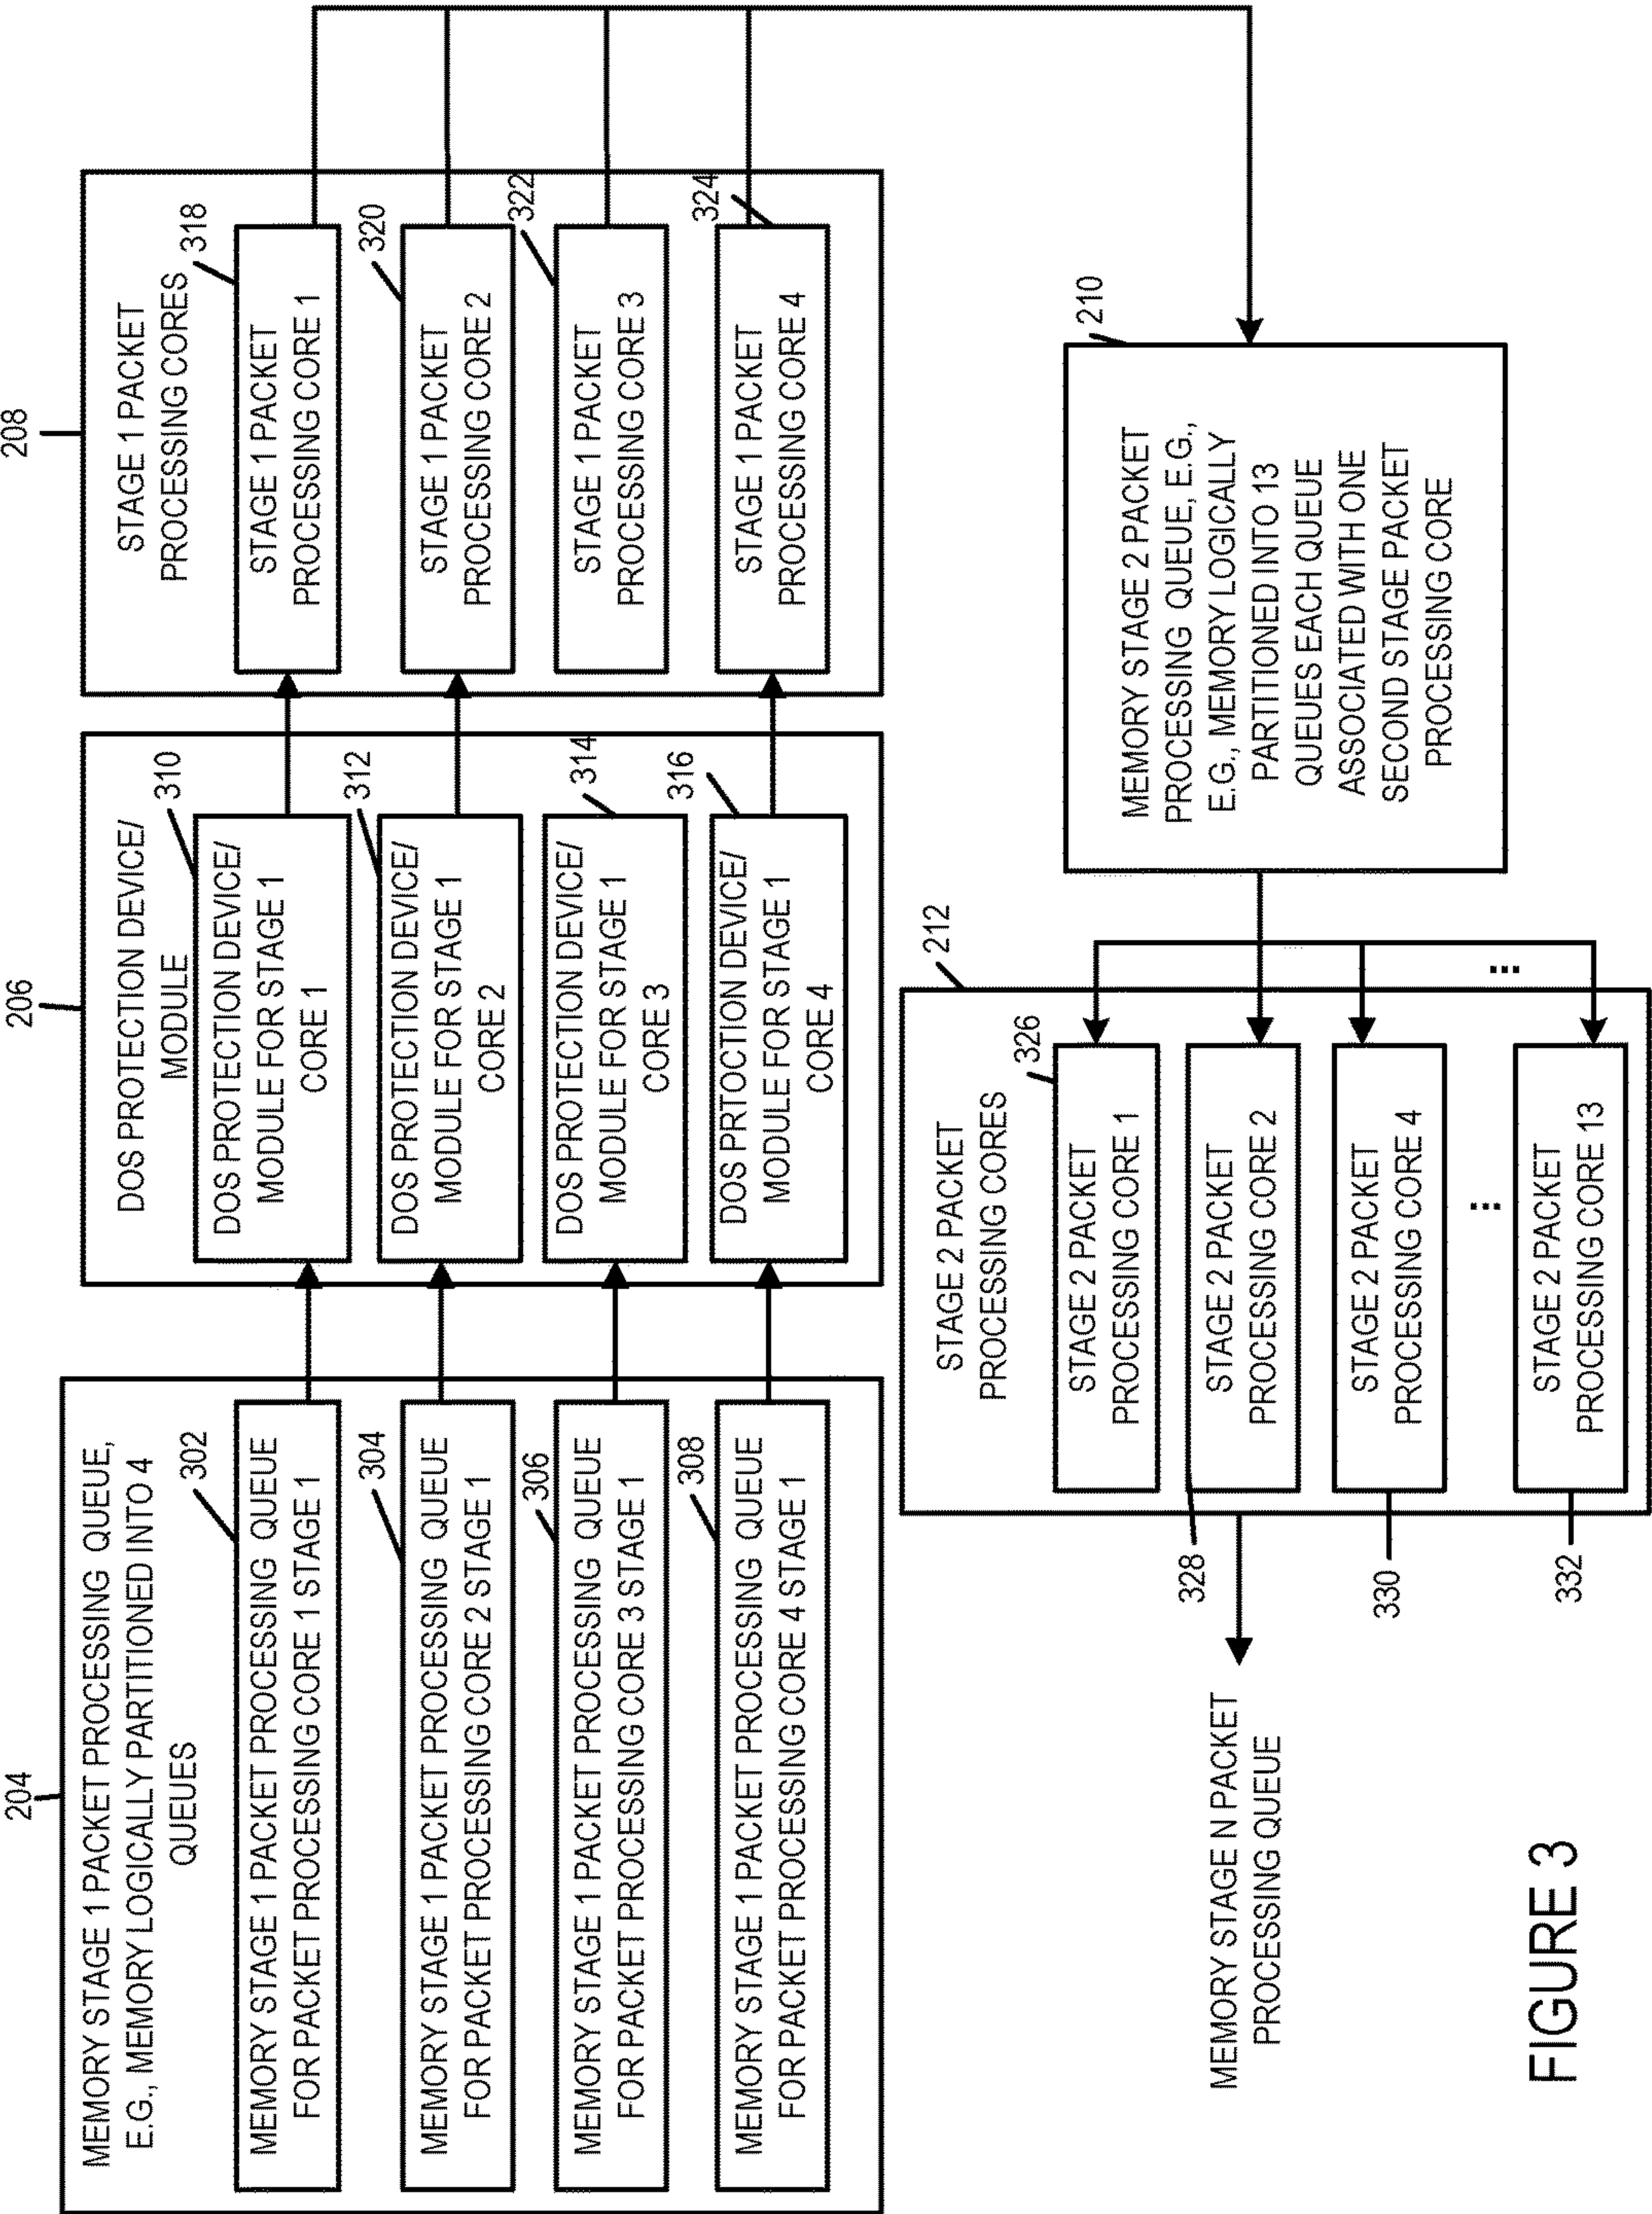 204
MEMORY STAGE 1 PACKET PROCESSING QUEUE,
E.G., MEMORY LOGICALLY PARTITIONED INTO 4
QUEUES
302
MEMORY STAGE 1 PACKET PROCESSING QUEUE
FOR PACKET PROCESSING CORE 1 STAGE 1
304
MEMORY STAGE 1 PACKET PROCESSING QUEUE
FOR PACKET PROCESSING CORE 2 STAGE 1
306
MEMORY STAGE 1 PACKET PROCESSING QUEUE
FOR PACKET PROCESSING CORE 3 STAGE 1
308
MEMORY STAGE 1 PACKET PROCESSING QUEUE
FOR PACKET PROCESSING CORE 4 STAGE 1
206
DOS PROTECTION DEVICE/
MODULE
310
DOS PROTECTION DEVICE/
MODULE FOR STAGE 1
CORE 1
312
DOS PROTECTION DEVICE/
MODULE FOR STAGE 1
CORE 2
314
DOS PROTECTION DEVICE/
MODULE FOR STAGE 1
CORE 3
316
DOS PRTOCTION DEVICE/
MODULE FOR STAGE 1
CORE 4
208
STAGE 1 PACKET
PROCESSING CORES
318
STAGE 1 PACKET
PROCESSING CORE 1
320
STAGE 1 PACKET
PROCESSING CORE 2
322
STAGE 1 PACKET
PROCESSING CORE 3
324
STAGE 1 PACKET
PROCESSING CORE 4
210
MEMORY STAGE 2 PACKET
PROCESSING QUEUE, E.G.,
E.G., MEMORY LOGICALLY
PARTITIONED INTO 13
QUEUES EACH QUEUE
ASSOCIATED WITH ONE
SECOND STAGE PACKET
PROCESSING CORE
212
STAGE 2 PACKET
PROCESSING CORES
326
STAGE 2 PACKET
PROCESSING CORE 1
328
STAGE 2 PACKET
PROCESSING CORE 2
330
STAGE 2 PACKET
PROCESSING CORE 4
...
...
332
STAGE 2 PACKET
PROCESSING CORE 13
MEMORY STAGE N PACKET
PROCESSING QUEUE
FIGURE 3